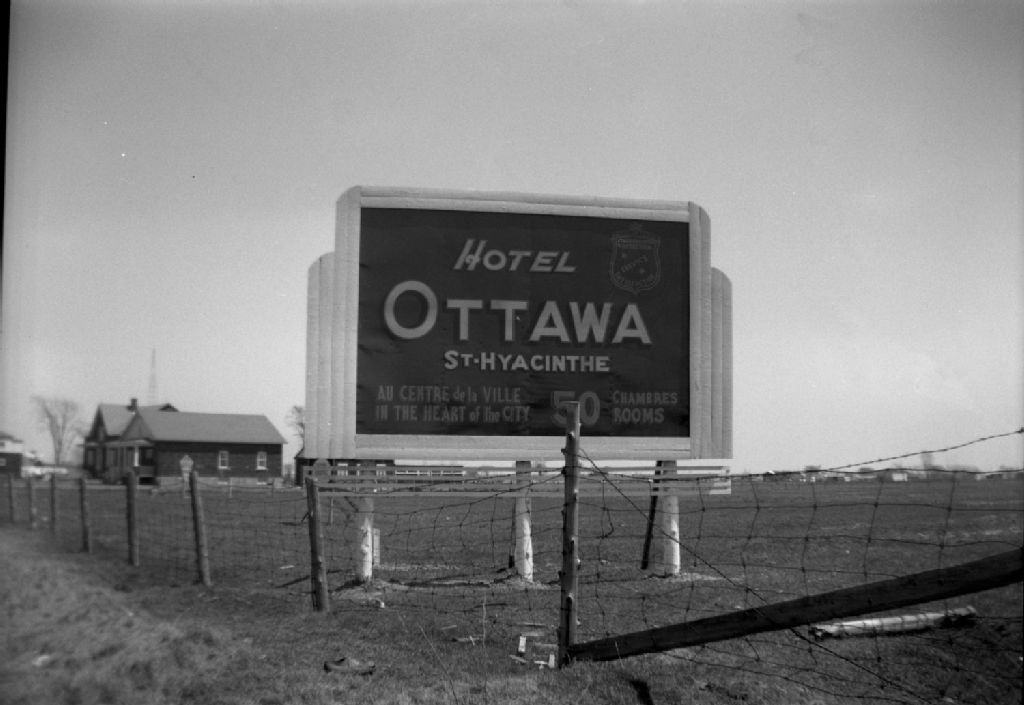 HOTEL
OTTAWA
ST-HYACINTHE
AU CENTRE de la VILLE
IN THE HEART of the CITY
50
CHAMBRES
ROOMS